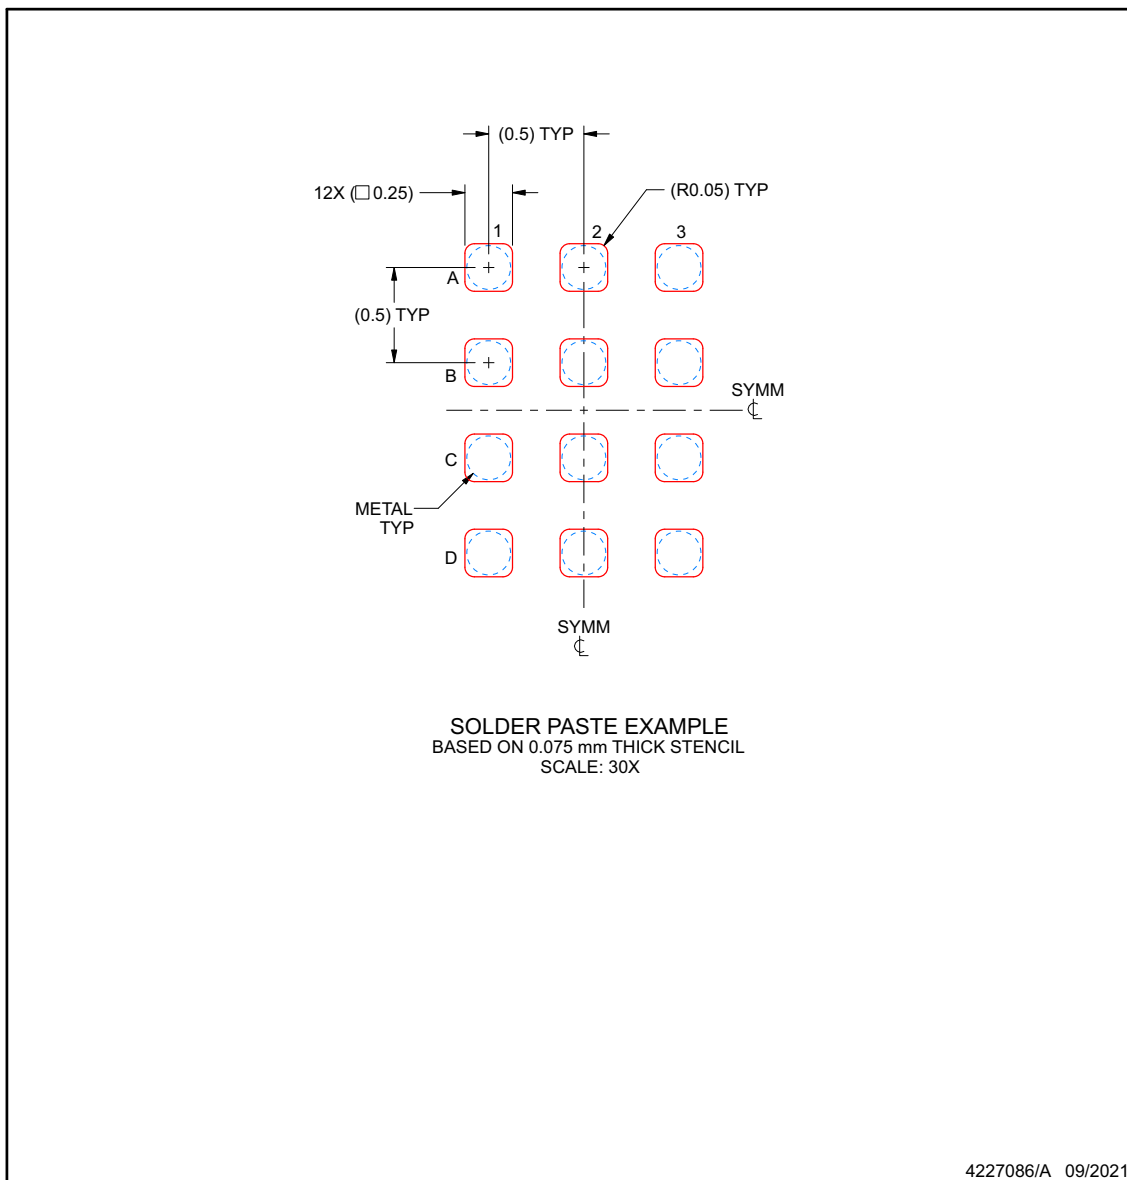 (0.5) TYP
12X (□0.25)
(R0.05) TYP
1
2
3
A
(0.5) TYP
B
SYMM
℄
C
METAL
TYP
D
SYMM
℄
SOLDER PASTE EXAMPLE
BASED ON 0.075 mm THICK STENCIL
SCALE: 30X
4227086/A 09/2021